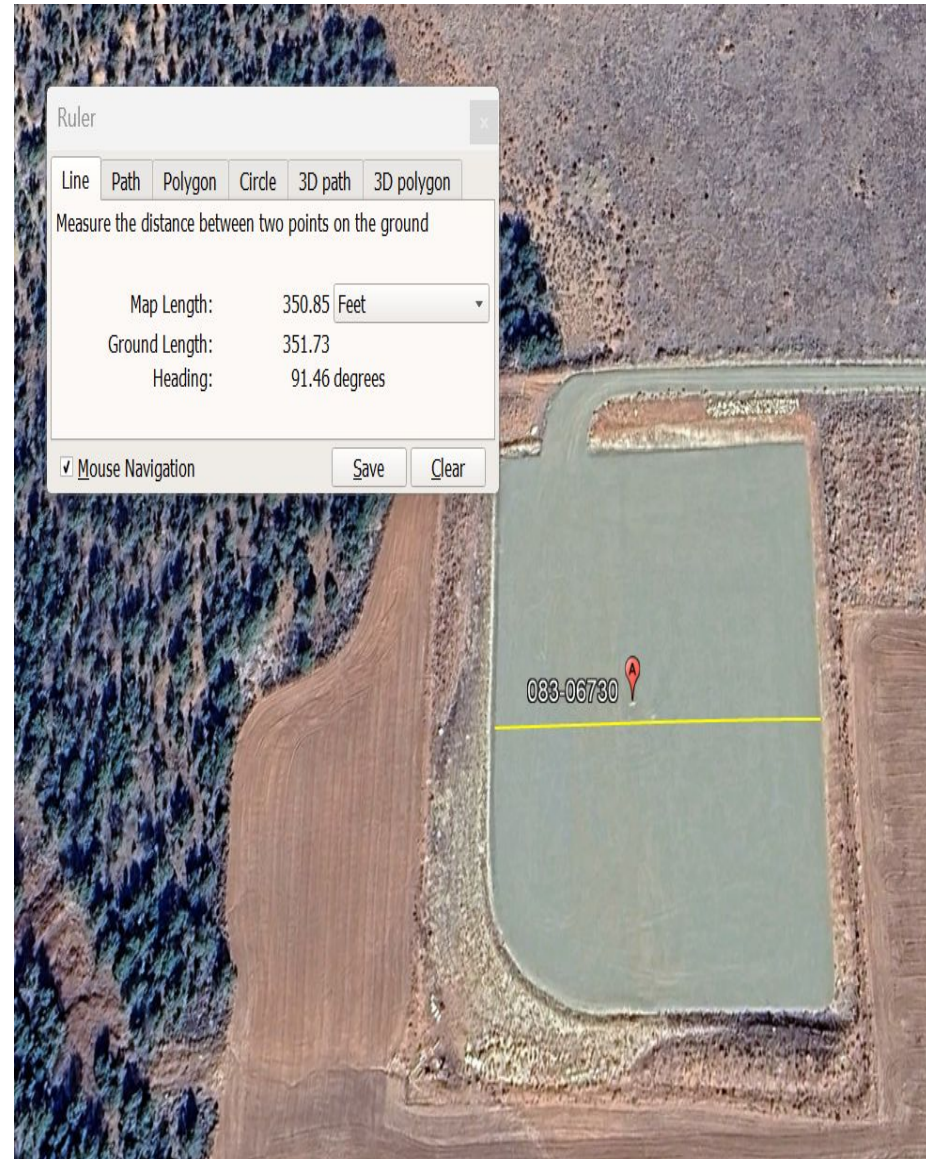 Ruler
x
Line Path Polygon Circle 3D path 3D polygon
Measure the distance between two points on the ground
Map Length: 350.85 Feet
Ground Length: 351.73
Heading: 91.46 degrees
Mouse Navigation Save Clear
A
083-06730